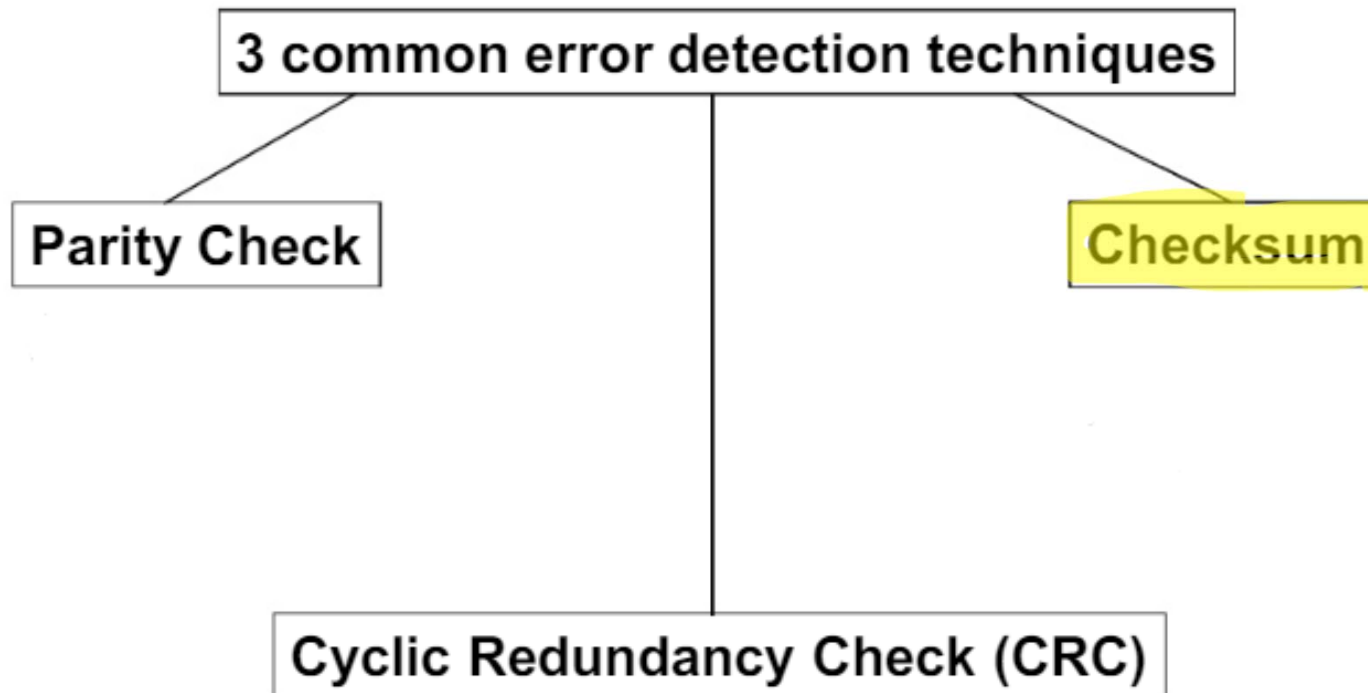 3 common error detection techniques
Parity Check
Checksum
Cyclic Redundancy Check (CRC)